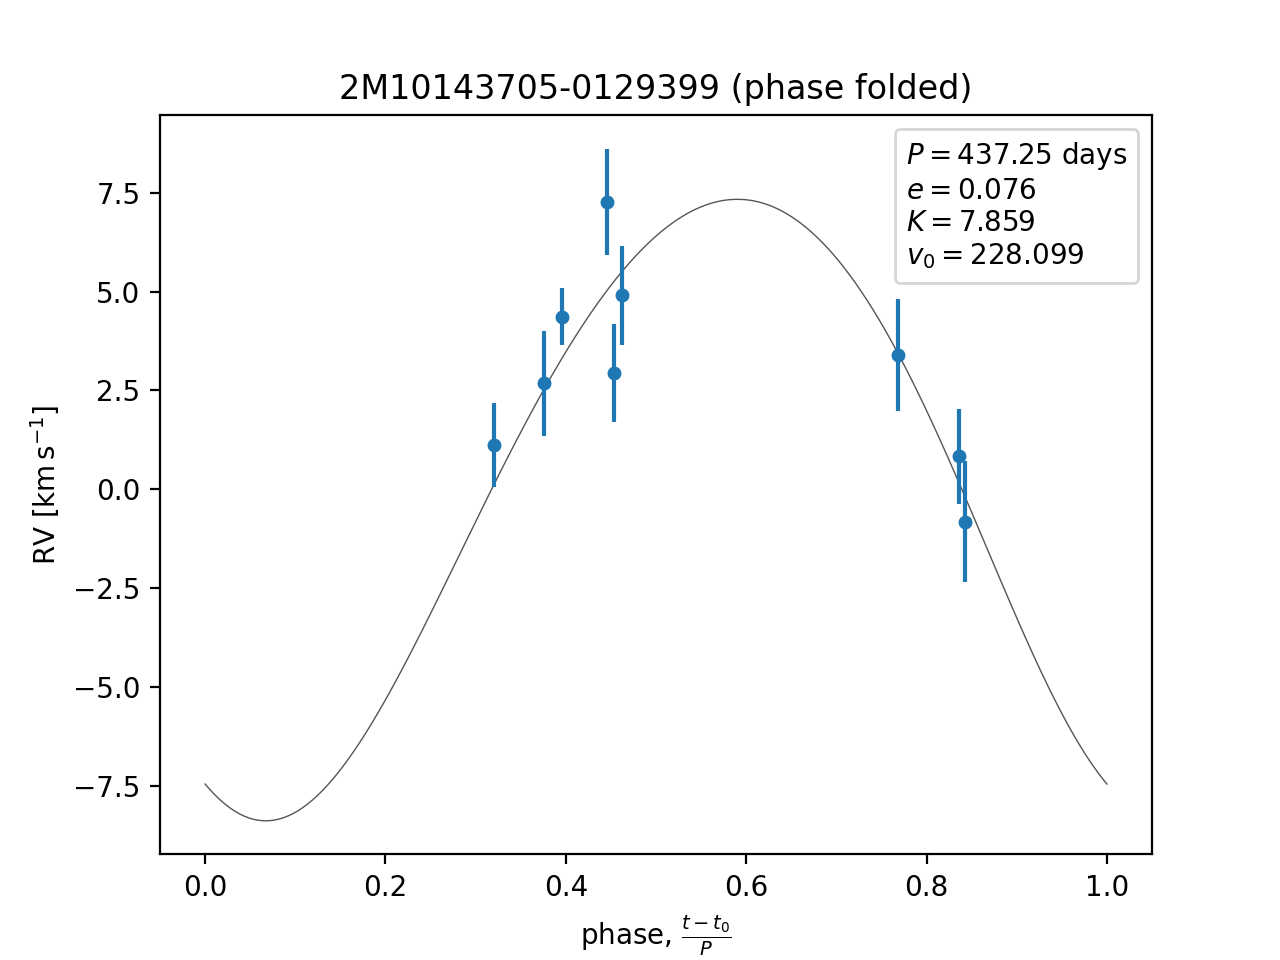 2M10143705-0129399 (phase folded)
P = 437.25 days
e = 0.076
K = 7.859
v₀ = 228.099
RV [km s⁻¹]
7.5
5.0
2.5
0.0
−2.5
−5.0
−7.5
0.0 0.2 0.4 0.6 0.8 1.0
phase, (t − t₀)/P